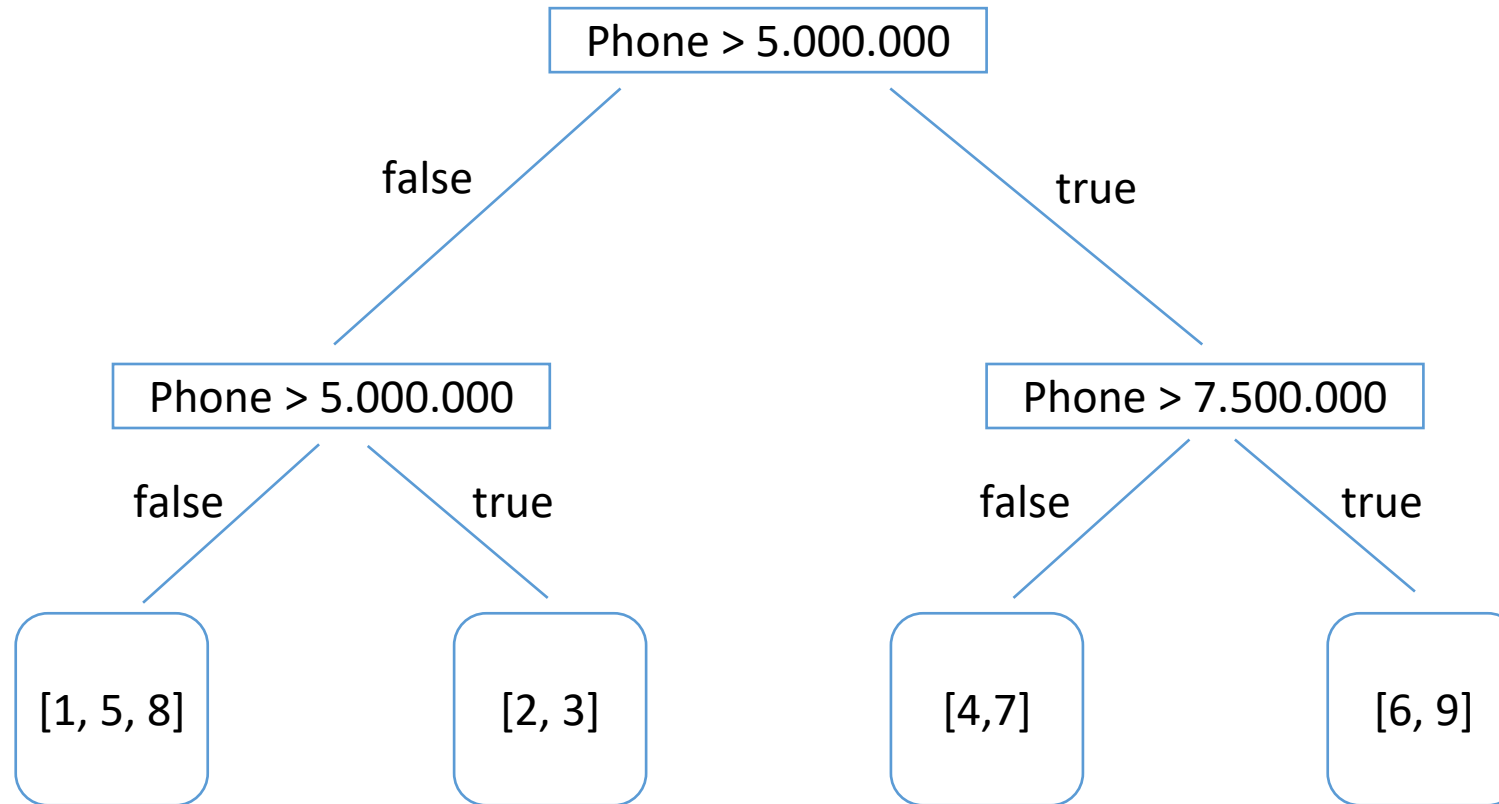 Phone > 5.000.000
false
true
Phone > 5.000.000
Phone > 7.500.000
false
true
false
true
[1, 5, 8]
[2, 3]
[4,7]
[6, 9]